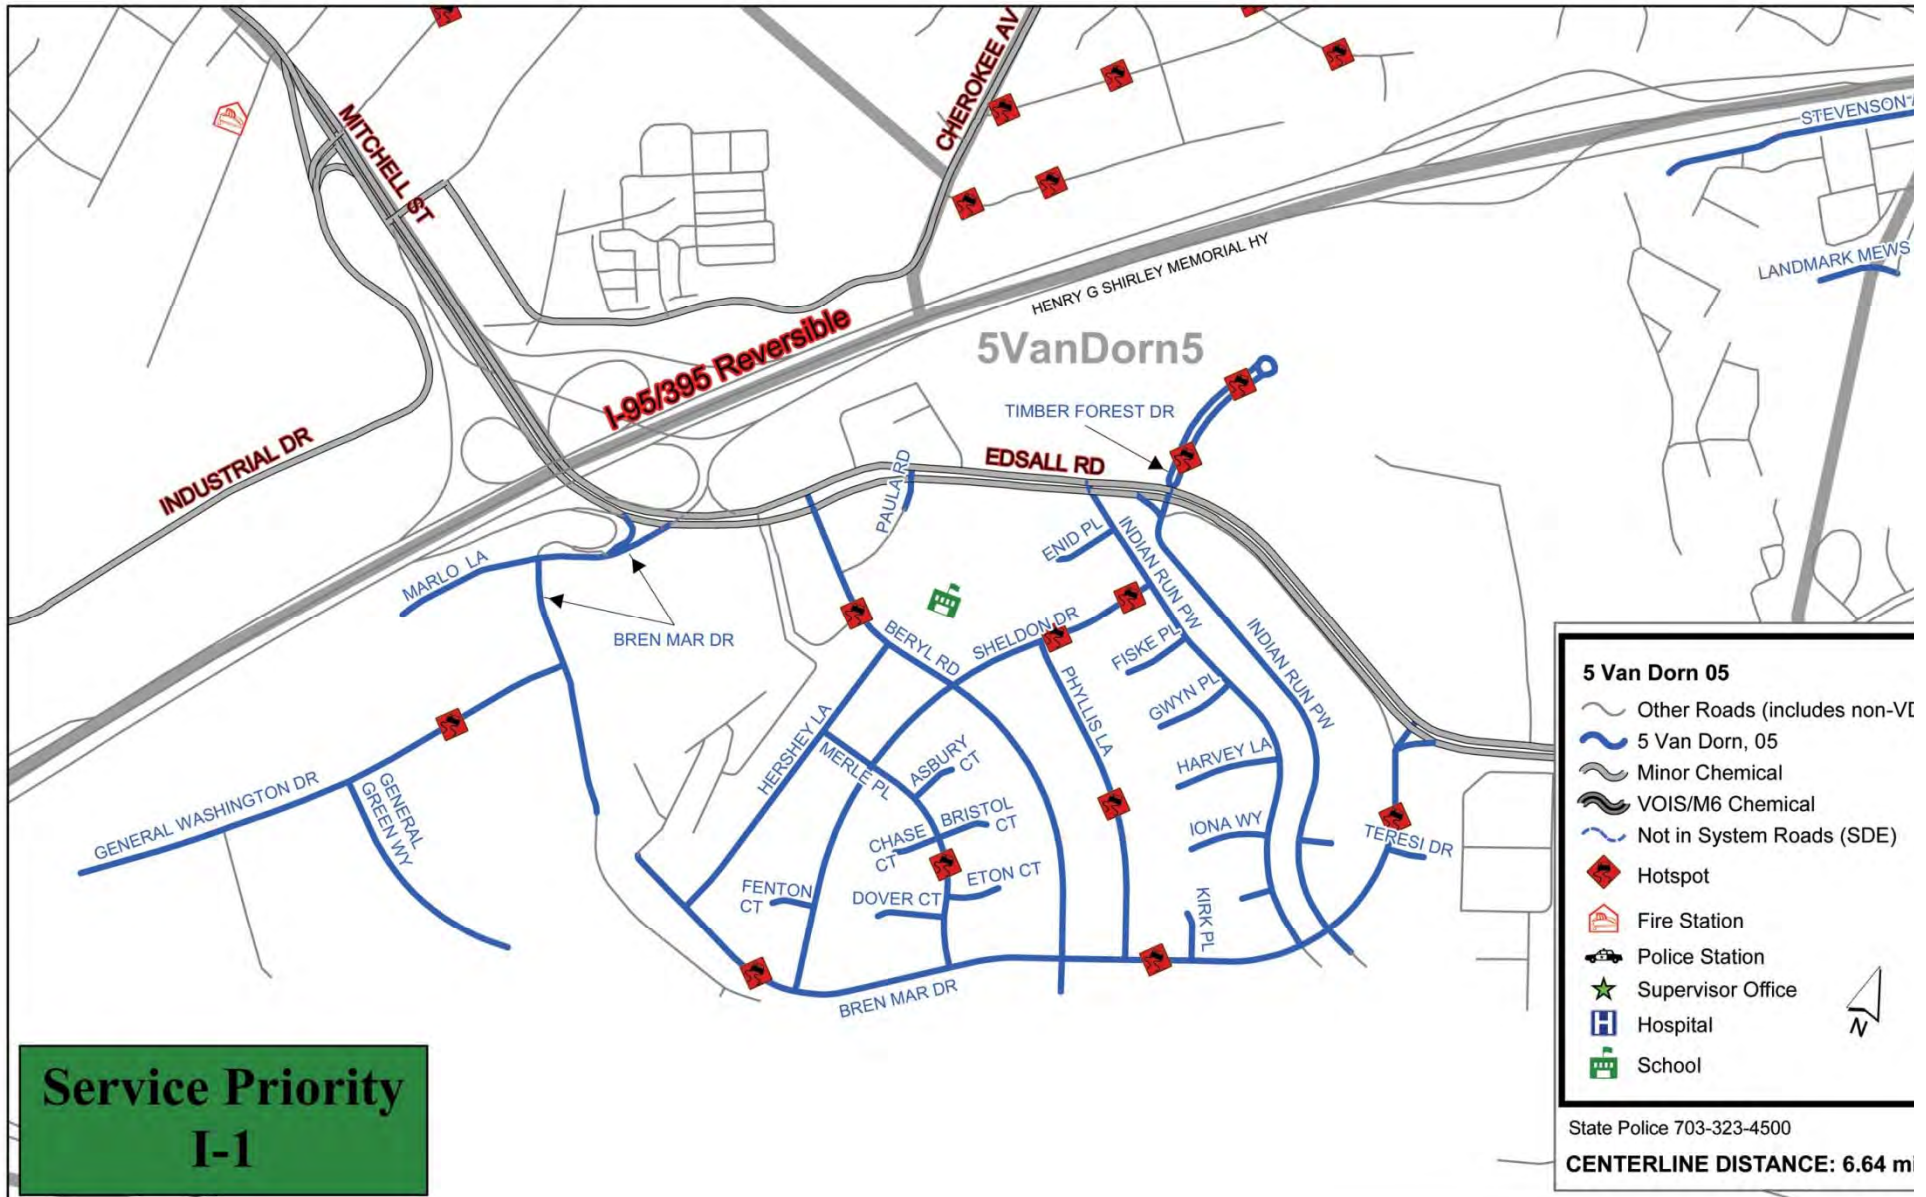 MITCHELL ST
CHEROKEE AV
STEVENSON
HENRY G SHIRLEY MEMORIAL HY
LANDMARK MEWS
I-95/395 Reversible
5VanDorn5
TIMBER FOREST DR
INDUSTRIAL DR
EDSALL RD
PAULA RD
ENID PL
INDIAN RUN PW
MARLO LA
BREN MAR DR
BERYL RD
SHELDON DR
FISKE PL
INDIAN RUN PW
PHYLLIS LA
GWYN PL
HERSHEY LA
MERLE PL
ASBURY
CT
HARVEY LA
GENERAL WASHINGTON DR
GENERAL
GREEN WY
CHASE
CT
BRISTOL
CT
IONA WY
TERESI DR
FENTON
CT
DOVER CT
ETON CT
KIRK PL
BREN MAR DR
5 Van Dorn 05
Other Roads (includes non-VD
5 Van Dorn, 05
Minor Chemical
VOIS/M6 Chemical
Not in System Roads (SDE)
Hotspot
Fire Station
Police Station
Supervisor Office
H Hospital
School
N
State Police 703-323-4500
CENTERLINE DISTANCE: 6.64 mi
Service Priority
I-1